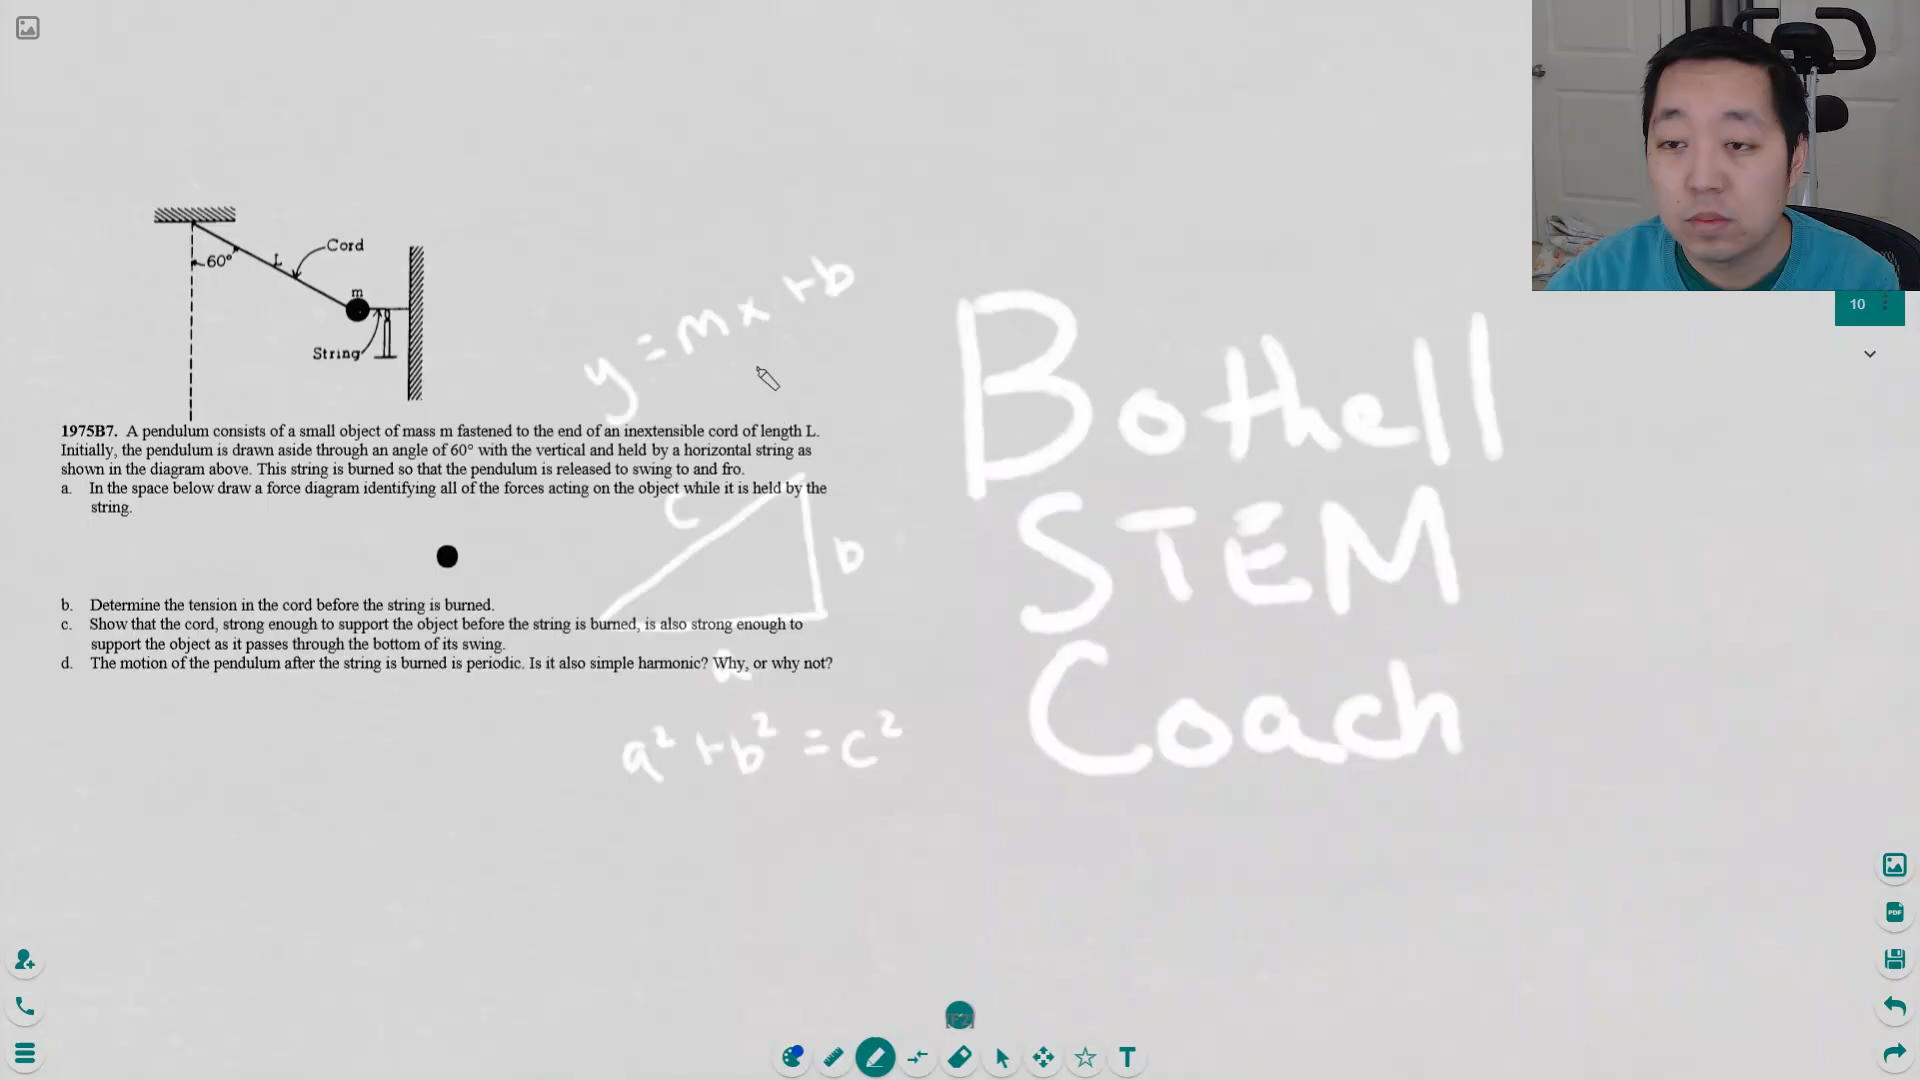 Cord
60°
L
m
String
y = mx + b
10
Bothell
STEM
Coach
1975B7. A pendulum consists of a small object of mass m fastened to the end of an inextensible cord of length L.
Initially, the pendulum is drawn aside through an angle of 60° with the vertical and held by a horizontal string as
shown in the diagram above. This string is burned so that the pendulum is released to swing to and fro.
a. In the space below draw a force diagram identifying all of the forces acting on the object while it is held by the
string.
c
b
b. Determine the tension in the cord before the string is burned.
c. Show that the cord, strong enough to support the object before the string is burned, is also strong enough to
support the object as it passes through the bottom of its swing.
d. The motion of the pendulum after the string is burned is periodic. Is it also simple harmonic? Why, or why not?
a
a² + b² = c²
PDF
[F2]
T